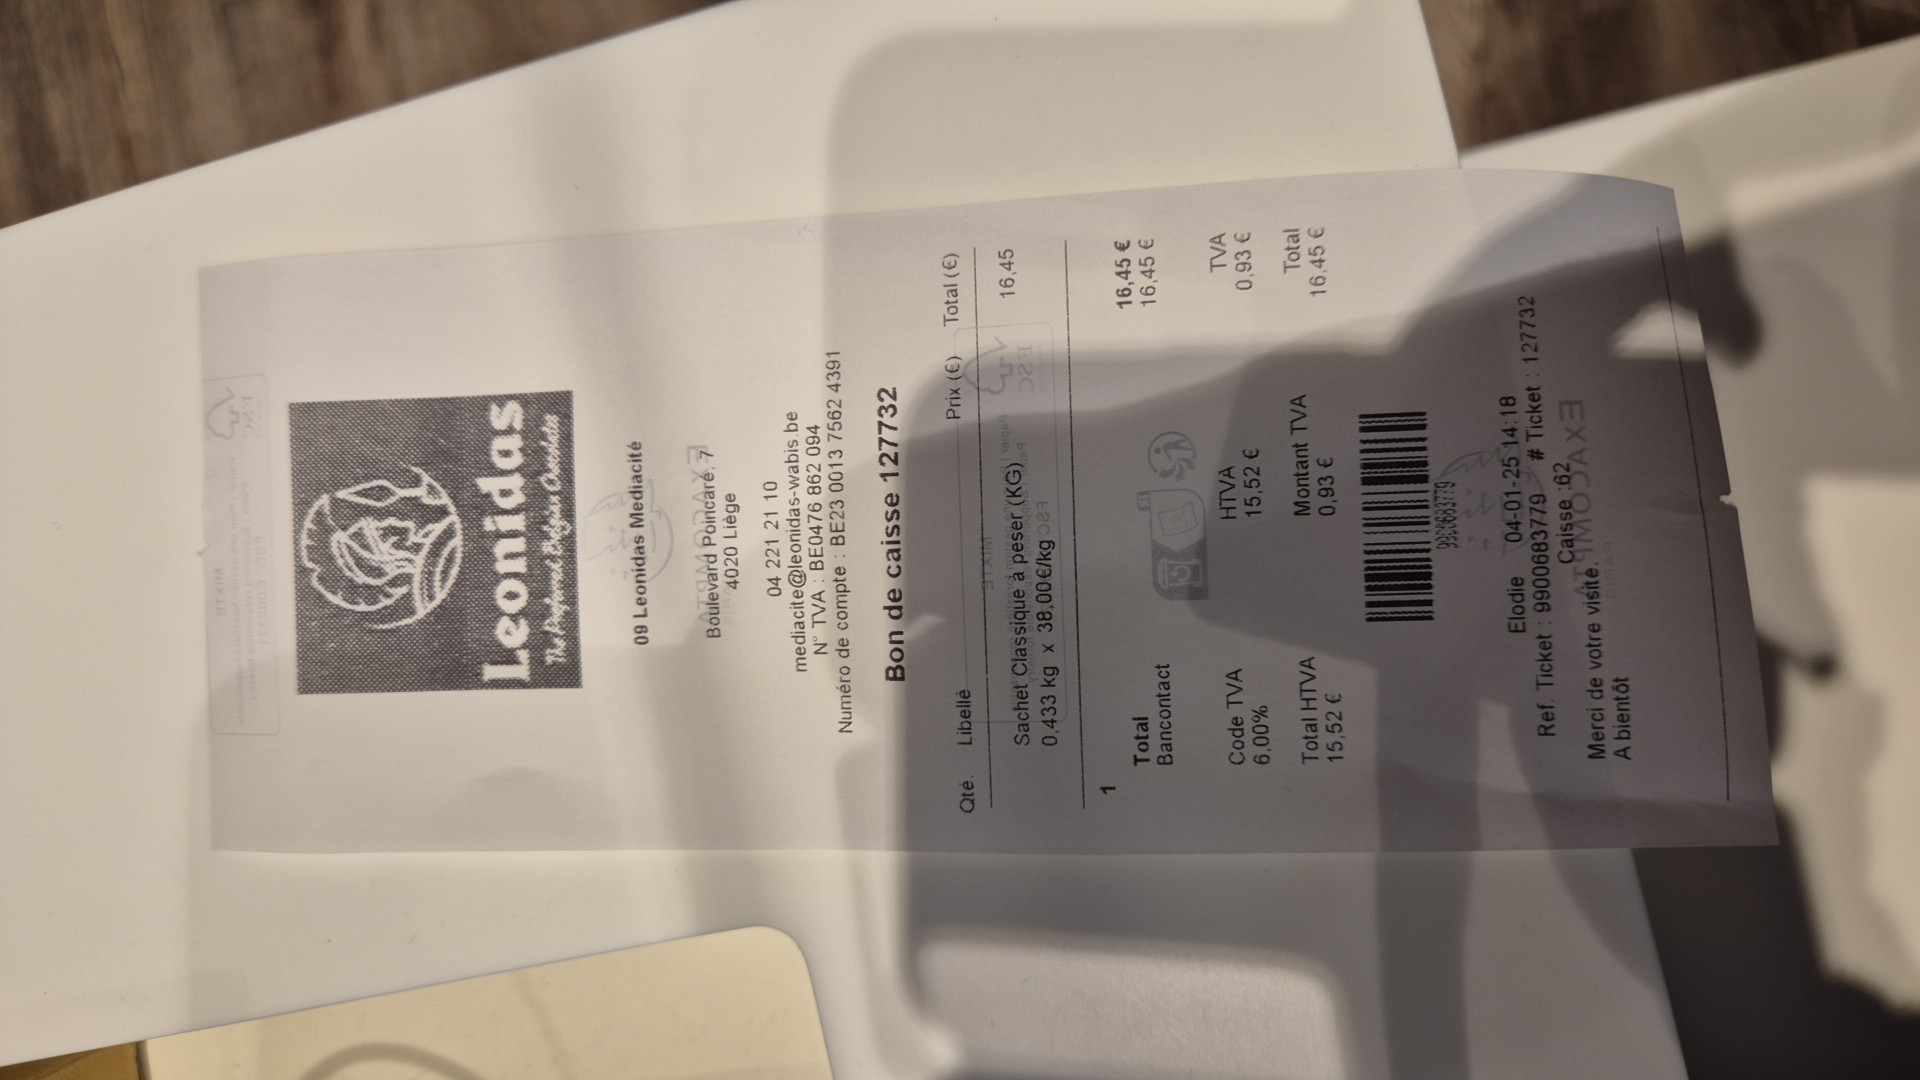 Leonidas
The Preferred Belgian Chocolates
09 Leonidas Mediacité
Boulevard Poincaré, 7
4020 Liège
04 221 21 10
mediacite@leonidas-wabis.be
N° TVA : BE0476 862 094
Numéro de compte : BE23 0013 7562 4391
Bon de caisse 127732
Qté. Libellé Prix (€) Total (€)
Sachet Classique à peser (KG) 16,45
0,433 kg x 38,00€/kg
1
Total 16,45 €
Bancontact 16,45 €
Code TVA HTVA TVA
6,00% 15,52 € 0,93 €
Total HTVA Montant TVA Total
15,52 € 0,93 € 16,45 €
9900683779
Elodie 04-01-25 14:18
Ref. Ticket : 9900683779 # Ticket : 127732
Caisse :62
Merci de votre visite.
A bientôt
EXACOMPTA
MIXTE
FSC